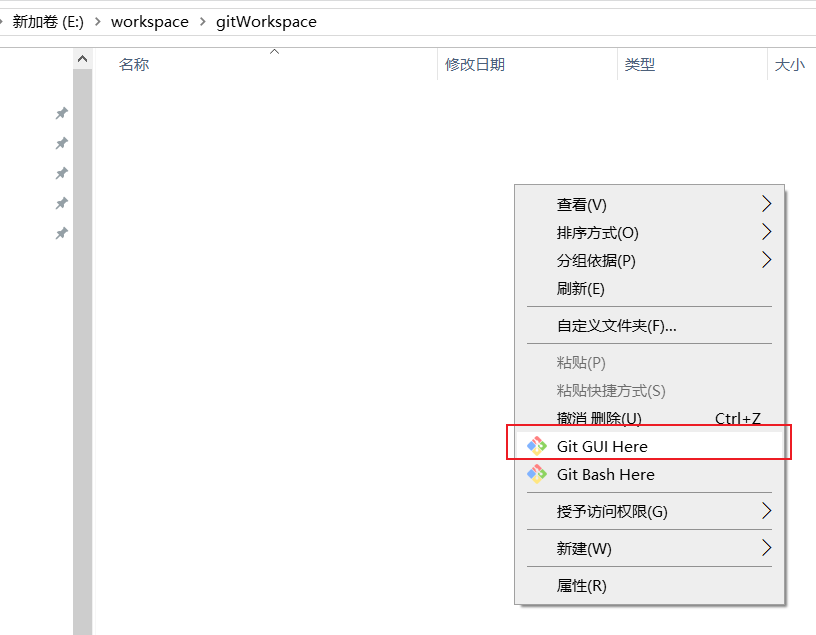 新加卷 (E:) > workspace > gitWorkspace
名称 修改日期 类型 大小
查看(V)
排序方式(O)
分组依据(P)
刷新(E)
自定义文件夹(F)...
粘贴(P)
粘贴快捷方式(S)
撤消 删除(U) Ctrl+Z
Git GUI Here
Git Bash Here
授予访问权限(G)
新建(W)
属性(R)